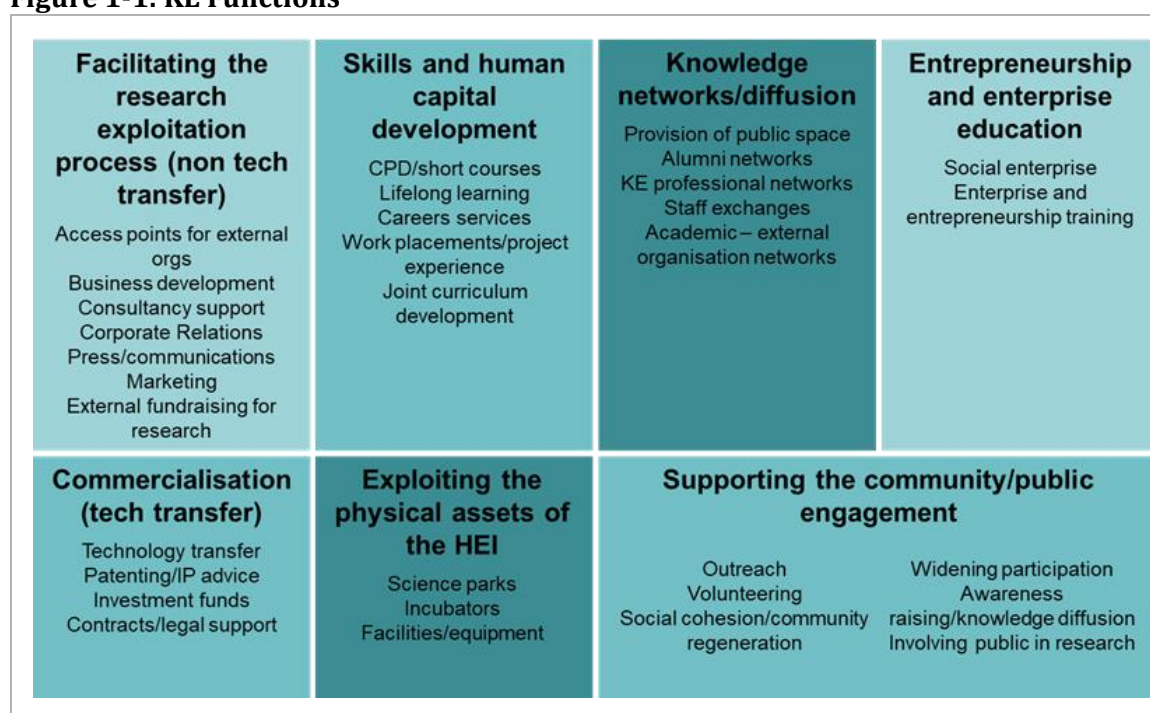 Figure 1-1: KE Functions
Facilitating the
research
exploitation
process (non tech
transfer)
Access points for external
orgs
Business development
Consultancy support
Corporate Relations
Press/communications
Marketing
External fundraising for
research
Skills and human
capital
development
CPD/short courses
Lifelong learning
Careers services
Work placements/project
experience
Joint curriculum
development
Knowledge
networks/diffusion
Provision of public space
Alumni networks
KE professional networks
Staff exchanges
Academic – external
organisation networks
Entrepreneurship
and enterprise
education
Social enterprise
Enterprise and
entrepreneurship training
Commercialisation
(tech transfer)
Technology transfer
Patenting/IP advice
Investment funds
Contracts/legal support
Exploiting the
physical assets of
the HEI
Science parks
Incubators
Facilities/equipment
Supporting the community/public
engagement
Outreach
Volunteering
Social cohesion/community
regeneration
Widening participation
Awareness
raising/knowledge diffusion
Involving public in research